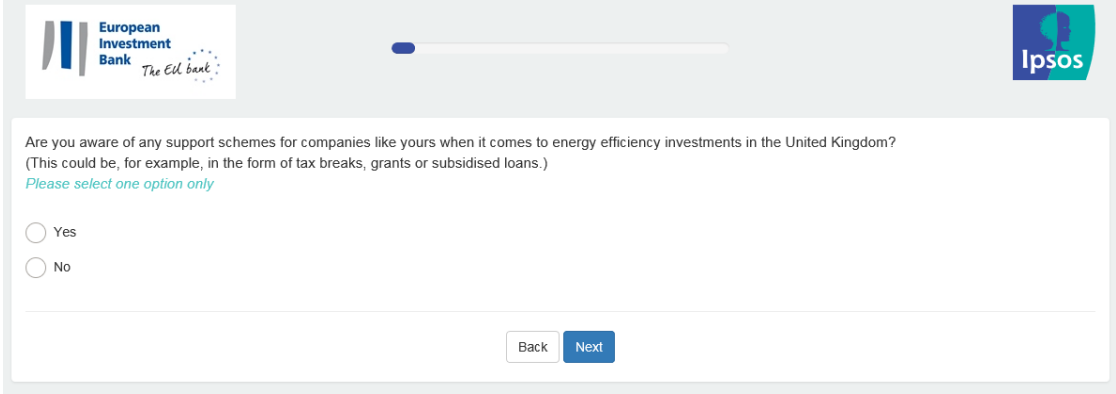 European
Investment
Bank
The EU bank
Ipsos
Are you aware of any support schemes for companies like yours when it comes to energy efficiency investments in the United Kingdom?
(This could be, for example, in the form of tax breaks, grants or subsidised loans.)
Please select one option only
Yes
No
Back
Next